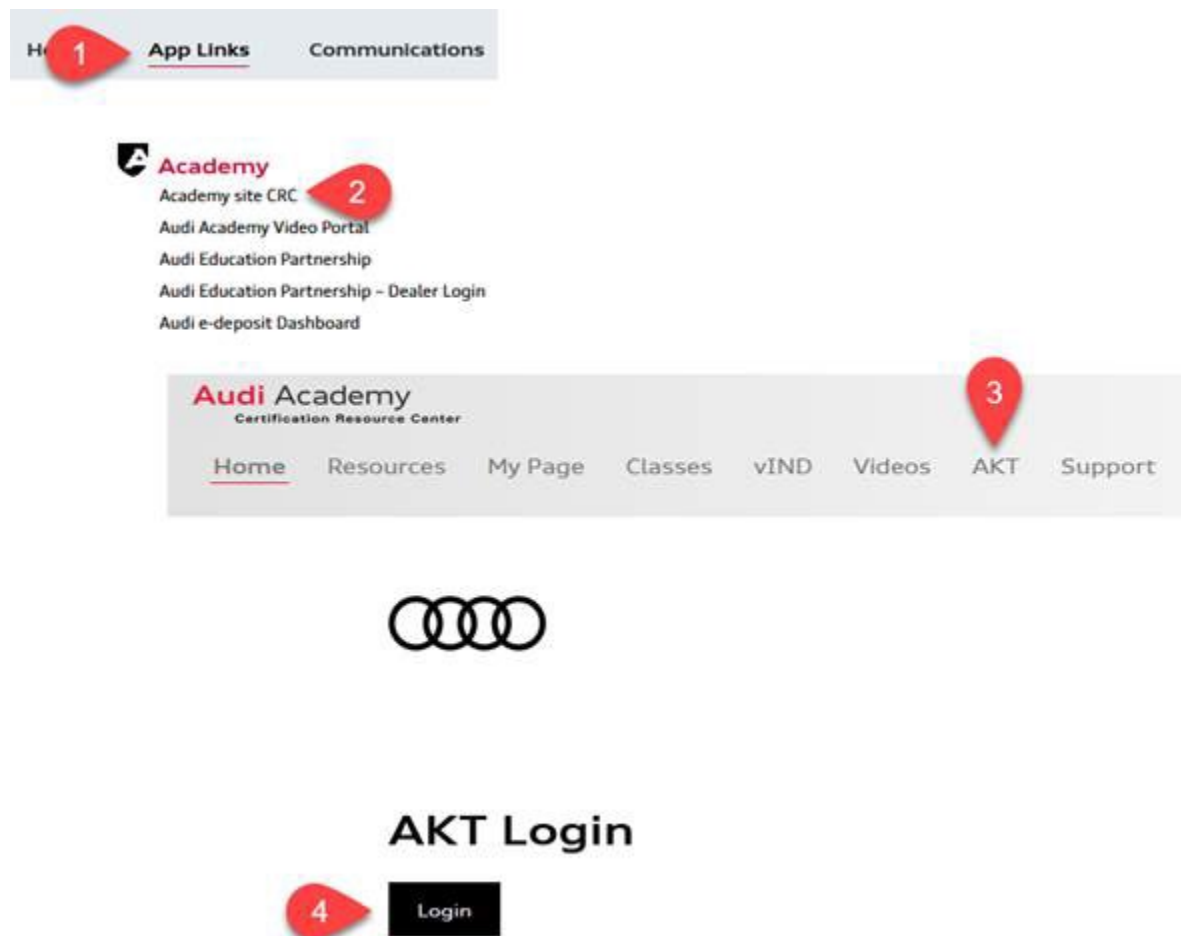 1 App Links Communications
Academy
Academy site CRC 2
Audi Academy Video Portal
Audi Education Partnership
Audi Education Partnership – Dealer Login
Audi e-deposit Dashboard
Audi Academy
Certification Resource Center
3
Home Resources My Page Classes vIND Videos AKT Support
AKT Login
4 Login